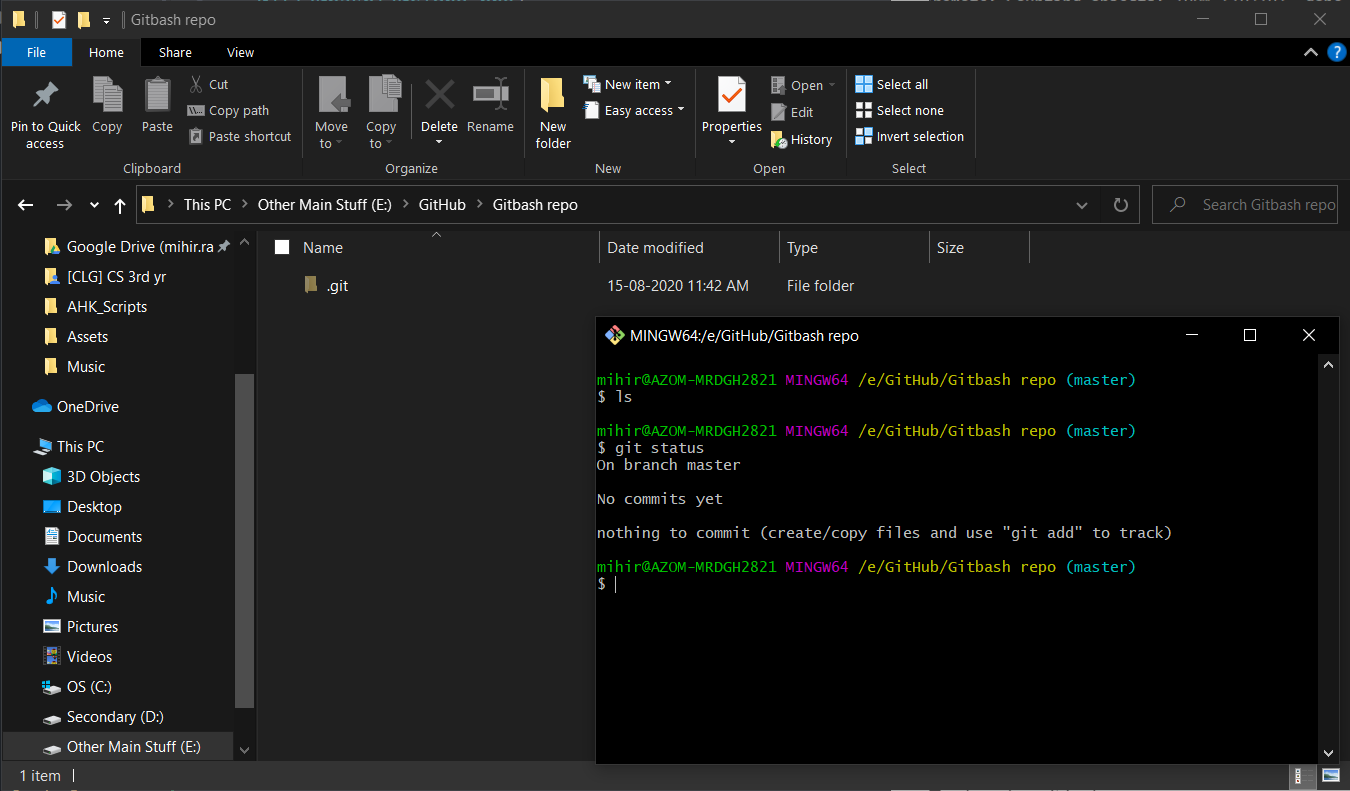 Gitbash repo
File Home Share View
Pin to Quick access
Copy
Paste
Cut
Copy path
Paste shortcut
Clipboard
Move to
Copy to
Delete
Rename
Organize
New folder
New item
Easy access
New
Properties
Open
Edit
History
Open
Select all
Select none
Invert selection
Select
This PC > Other Main Stuff (E:) > GitHub > Gitbash repo
Search Gitbash repo
Google Drive (mihir.ra
[CLG] CS 3rd yr
AHK_Scripts
Assets
Music
OneDrive
This PC
3D Objects
Desktop
Documents
Downloads
Music
Pictures
Videos
OS (C:)
Secondary (D:)
Other Main Stuff (E:)
Name Date modified Type Size
.git 15-08-2020 11:42 AM File folder
MINGW64:/e/GitHub/Gitbash repo
mihir@AZOM-MRDGH2821 MINGW64 /e/GitHub/Gitbash repo (master)
$ ls
mihir@AZOM-MRDGH2821 MINGW64 /e/GitHub/Gitbash repo (master)
$ git status
On branch master
No commits yet
nothing to commit (create/copy files and use "git add" to track)
mihir@AZOM-MRDGH2821 MINGW64 /e/GitHub/Gitbash repo (master)
$
1 item